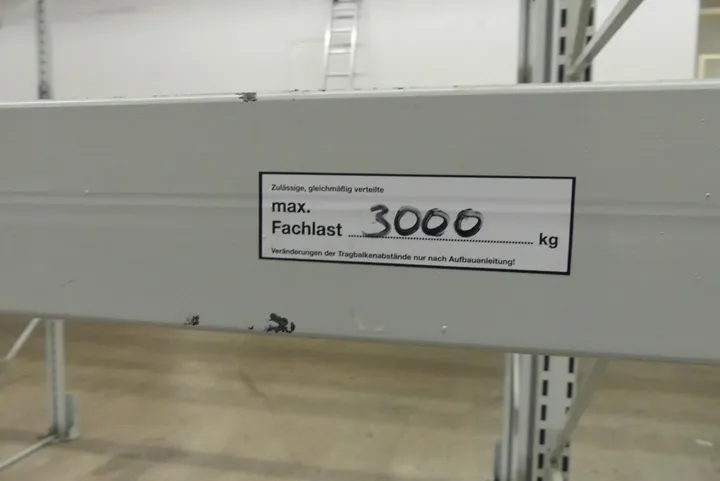 Zulässige, gleichmäßig verteilte
max.
Fachlast 3000 kg
Veränderungen der Tragbalkenabstände nur nach Aufbauanleitung!